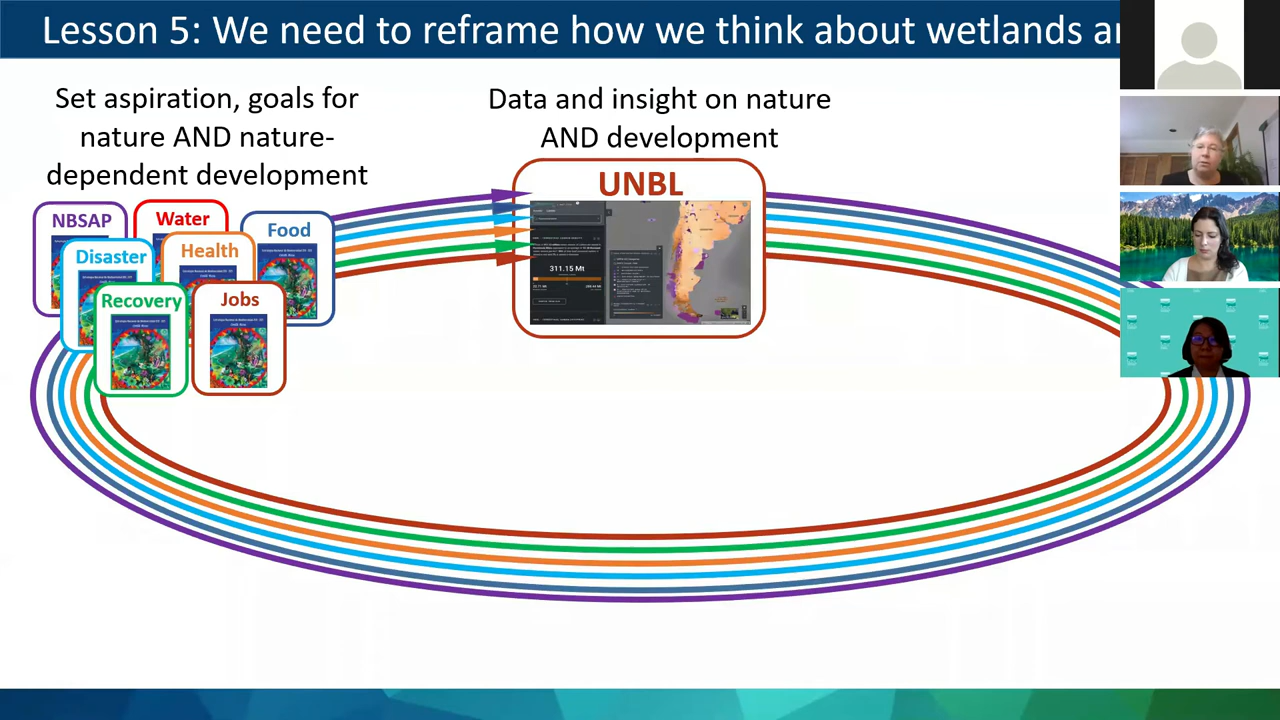 Lesson 5: We need to reframe how we think about wetlands
Set aspiration, goals for
nature AND nature-
dependent development
Data and insight on nature
AND development
UNBL
NBSAP
Water
Food
Disaster
Health
Recovery
Jobs
311.15 Mt